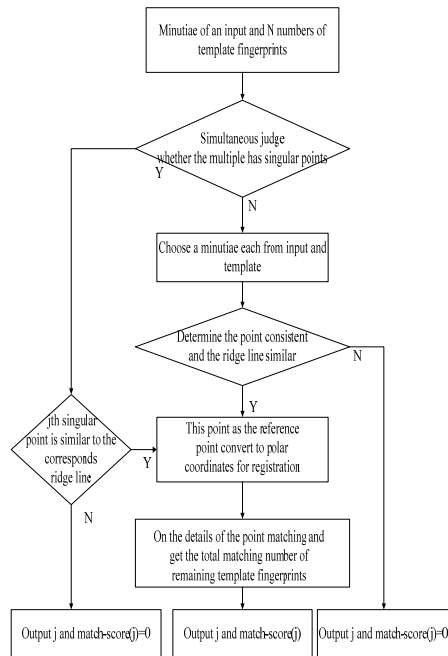 Minutiae of an input and N numbers of
template fingerprints
Simultaneous judge
whether the multiple has singular points
Y
N
Choose a minutiae each from input and
template
Determine the point consistent
and the ridge line similar
N
Y
jth singular
point is similar to the
corresponds
ridge line
Y
N
This point as the reference
point convert to polar
coordinates for registration
On the details of the point matching and
get the total matching number of
remaining template fingerprints
Output j and match-score(j)=0
Output j and match-score(j)
Output j and match-score(j)=0